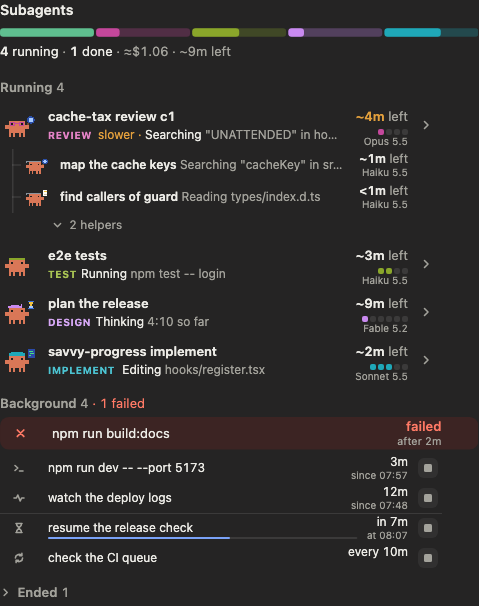 Subagents
4 running · 1 done · ≈$1.06 · ~9m left
Running 4
cache-tax review c1 ~4m left
REVIEW slower · Searching "UNATTENDED" in ho... Opus 5.5
map the cache keys Searching "cacheKey" in sr... ~1m left
Haiku 5.5
find callers of guard Reading types/index.d.ts <1m left
Haiku 5.5
2 helpers
e2e tests ~3m left
TEST Running npm test -- login Haiku 5.5
plan the release ~9m left
DESIGN Thinking 4:10 so far Fable 5.2
savvy-progress implement ~2m left
IMPLEMENT Editing hooks/register.tsx Sonnet 5.5
Background 4 · 1 failed
npm run build:docs failed
after 2m
npm run dev -- --port 5173 3m
since 07:57
watch the deploy logs 12m
since 07:48
resume the release check in 7m
at 08:07
check the CI queue every 10m
Ended 1